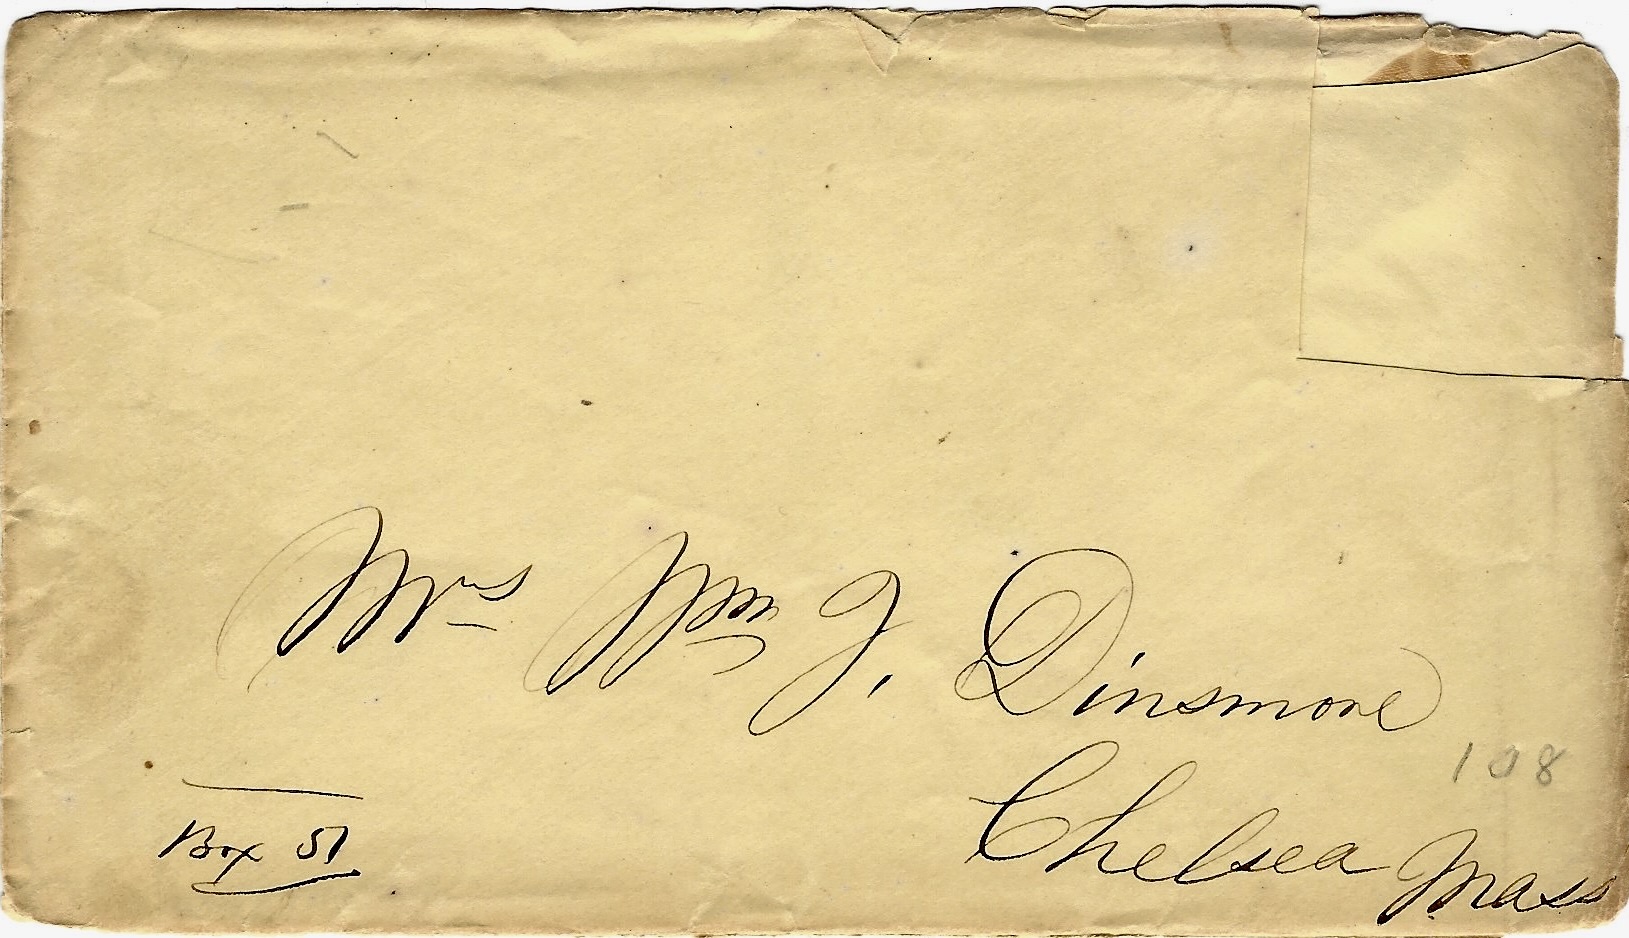 Mrs Wm J. Dinsmore
108
Chelsea Mass
Box 51